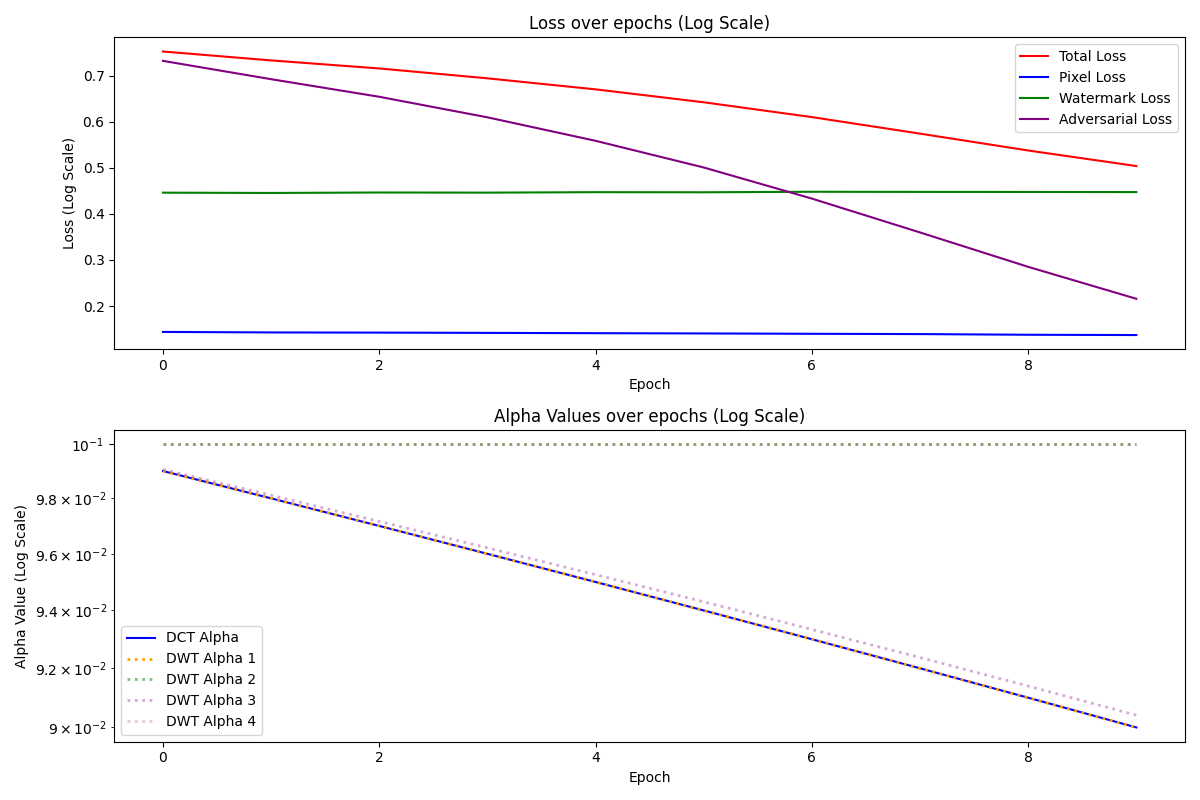 Loss over epochs (Log Scale)
Loss (Log Scale)
0.7
0.6
0.5
0.4
0.3
0.2
Total Loss
Pixel Loss
Watermark Loss
Adversarial Loss
0 2 4 6 8
Epoch
Alpha Values over epochs (Log Scale)
Alpha Value (Log Scale)
10⁻¹
9.8 × 10⁻²
9.6 × 10⁻²
9.4 × 10⁻²
9.2 × 10⁻²
9 × 10⁻²
DCT Alpha
DWT Alpha 1
DWT Alpha 2
DWT Alpha 3
DWT Alpha 4
0 2 4 6 8
Epoch